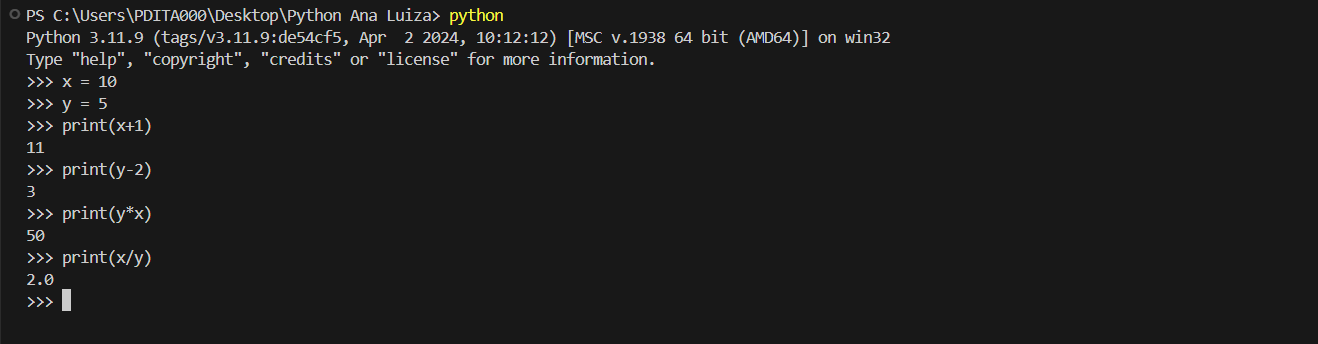 PS C:\Users\PDITA000\Desktop\Python Ana Luiza> python
Python 3.11.9 (tags/v3.11.9:de54cf5, Apr  2 2024, 10:12:12) [MSC v.1938 64 bit (AMD64)] on win32
Type "help", "copyright", "credits" or "license" for more information.
>>> x = 10
>>> y = 5
>>> print(x+1)
11
>>> print(y-2)
3
>>> print(y*x)
50
>>> print(x/y)
2.0
>>>